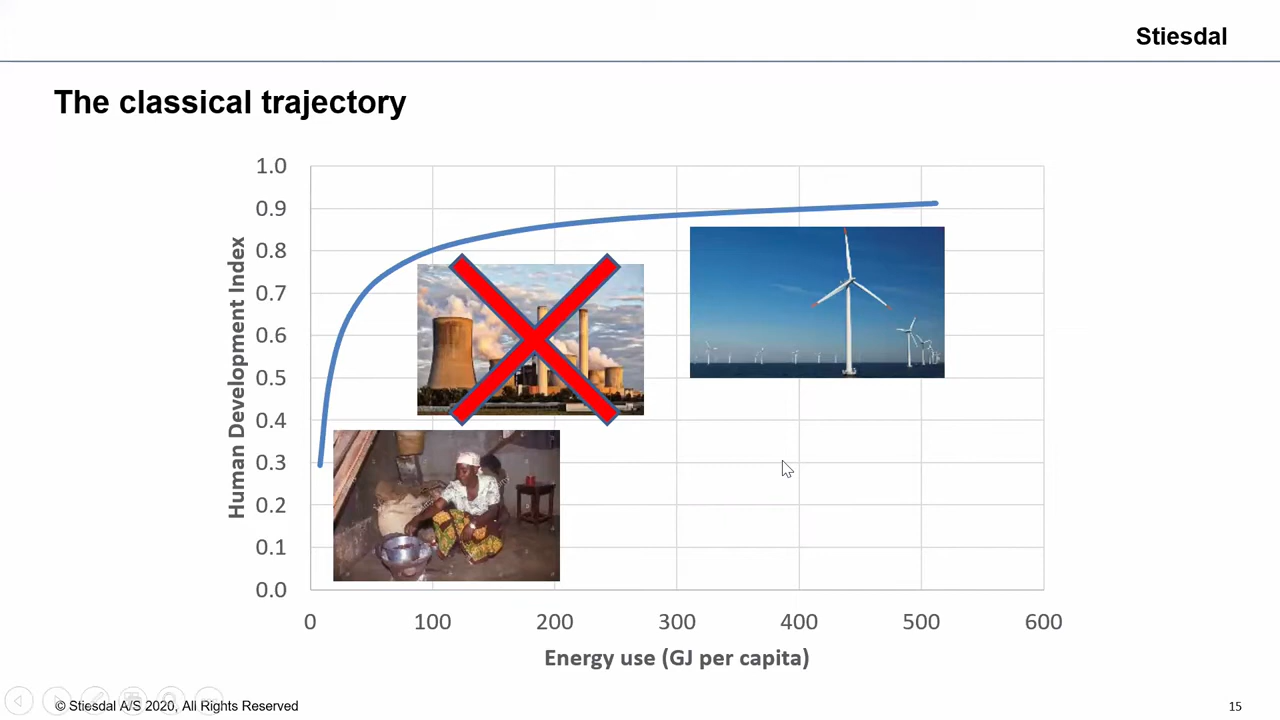 Stiesdal
The classical trajectory
Human Development Index
1.0
0.9
0.8
0.7
0.6
0.5
0.4
0.3
0.2
0.1
0.0
0 100 200 300 400 500 600
Energy use (GJ per capita)
© Stiesdal A/S 2020, All Rights Reserved
15